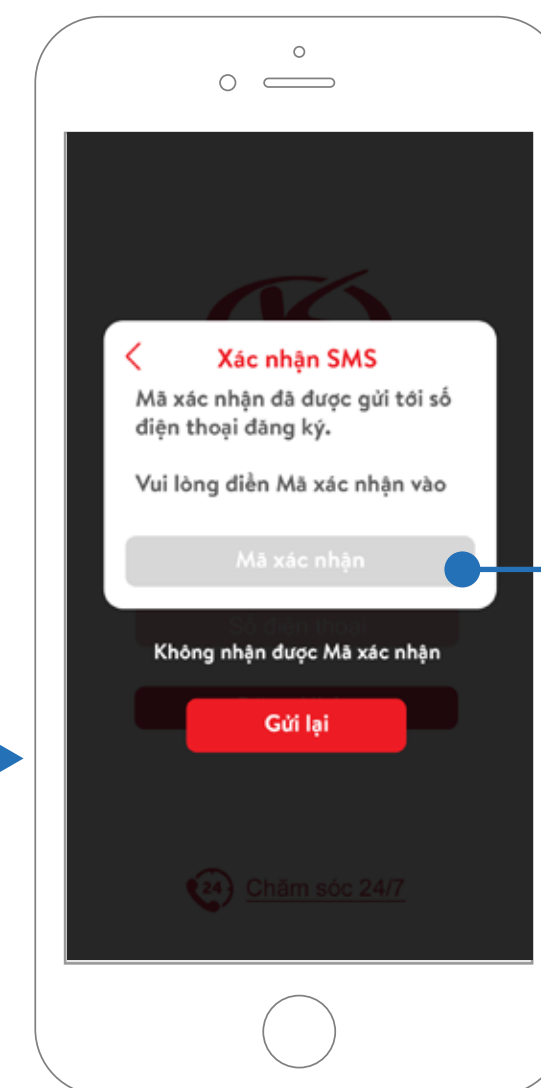 Xác nhận SMS
Mã xác nhận đã được gửi tới số
điện thoại đăng ký.
Vui lòng điền Mã xác nhận vào
Mã xác nhận
Số điện thoại
Không nhận được Mã xác nhận
Gửi lại
24
Chăm sóc 24/7